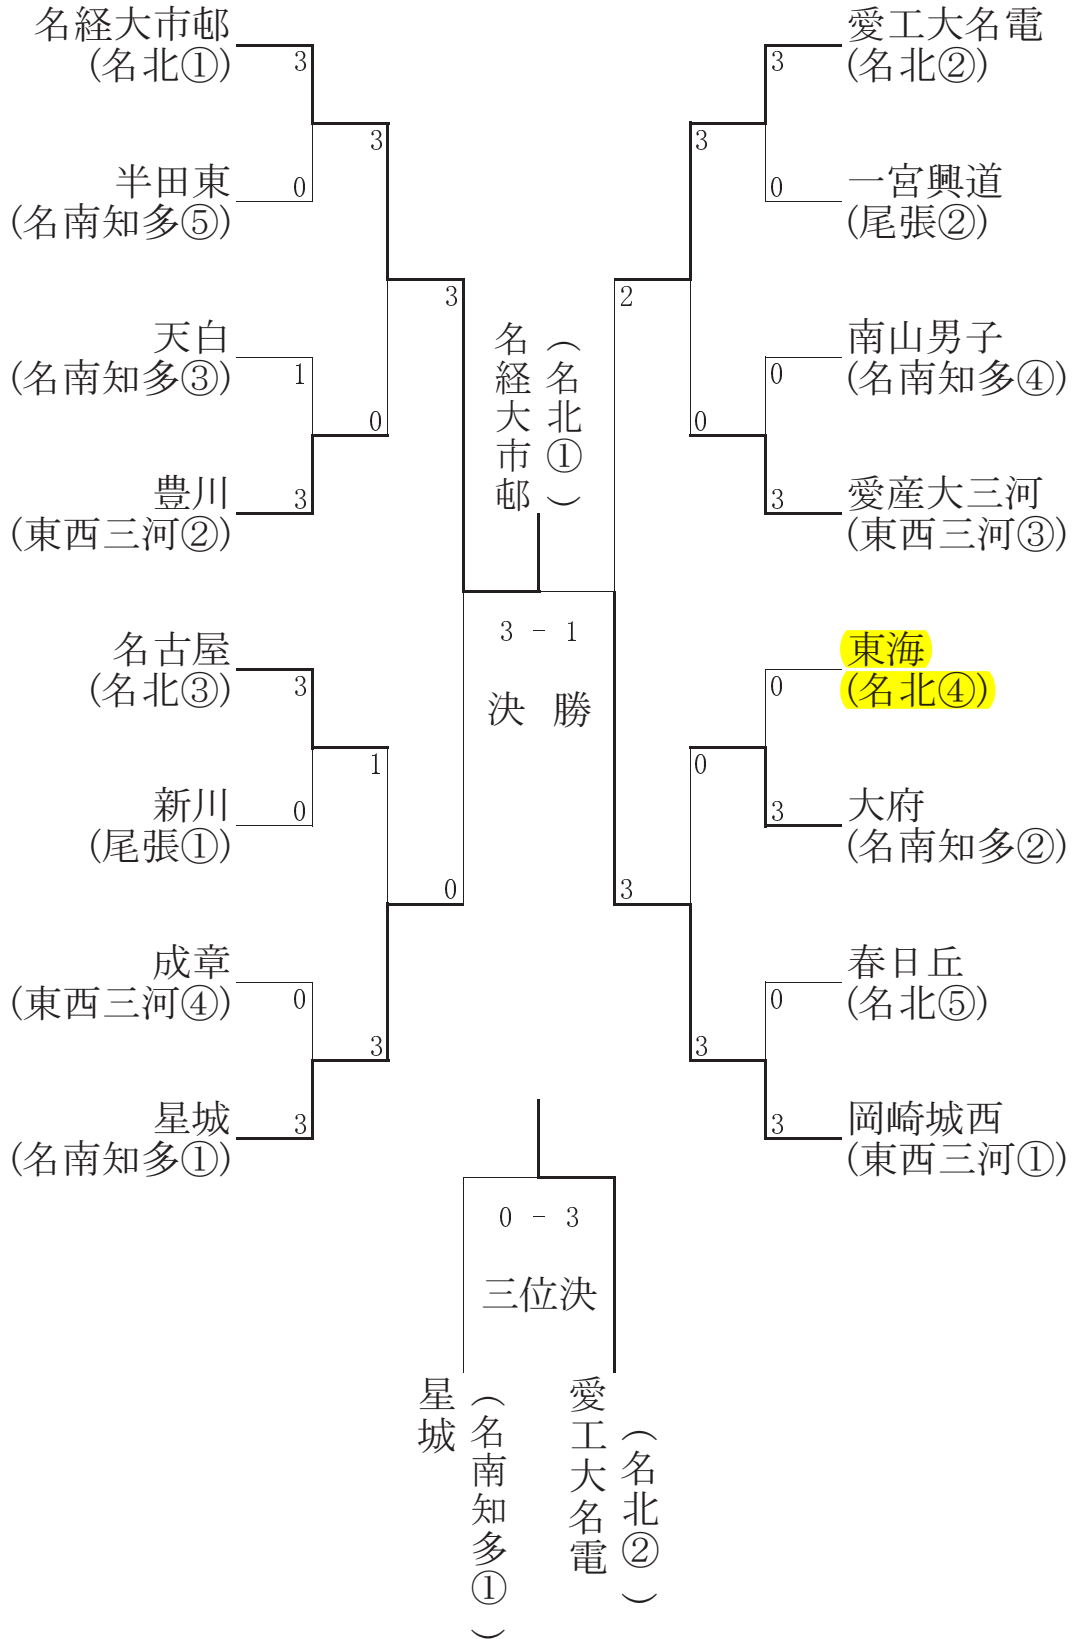 名経大市邨
(名北①)
3
3
半田東
(名南知多⑤)
0
3
天白
(名南知多③)
1
0
豊川
(東西三河②)
3
名古屋
(名北③)
3
1
新川
(尾張①)
0
0
成章
(東西三河④)
0
3
星城
(名南知多①)
3
名経大市邨
(名北①)
3 - 1
決 勝
愛工大名電
(名北②)
3
3
一宮興道
(尾張②)
0
2
南山男子
(名南知多④)
0
0
愛産大三河
(東西三河③)
3
東海
(名北④)
0
0
大府
(名南知多②)
3
3
春日丘
(名北⑤)
0
3
岡崎城西
(東西三河①)
3
0 - 3
三位決
星城
(名南知多①)
愛工大名電
(名北②)